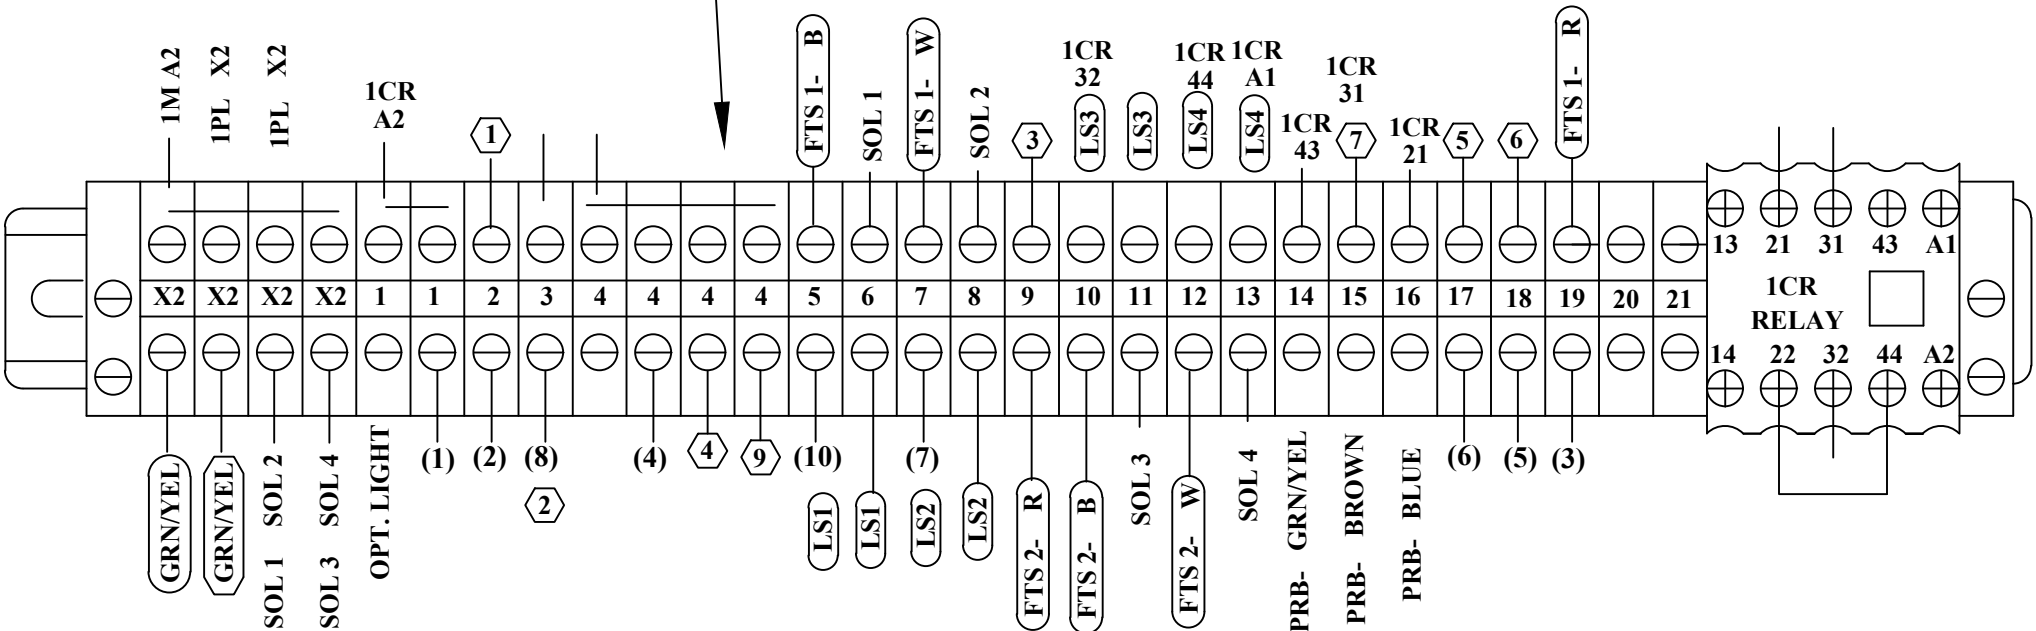 1M A2
1PL X2
1PL X2
1CR
A2
1
FTS 1- B
SOL 1
FTS 1- W
SOL 2
3
1CR
32
LS3
LS3
1CR
44
LS4
1CR
A1
LS4
1CR
43
1CR
31
7
1CR
21
5
6
FTS 1- R
13 21 31 43 A1
X2 X2 X2 X2 1 1 2 3 4 4 4 4 5 6 7 8 9 10 11 12 13 14 15 16 17 18 19 20 21
1CR
RELAY
14 22 32 44 A2
GRN/YEL
GRN/YEL
SOL 1 SOL 2
SOL 3 SOL 4
OPT. LIGHT
(1)
(2)
(8)
2
(4)
4
9
(10)
LS1
LS1
(7)
LS2
LS2
FTS 2- R
FTS 2- B
SOL 3
FTS 2- W
SOL 4
PRB- GRN/YEL
PRB- BROWN
PRB- BLUE
(6)
(5)
(3)